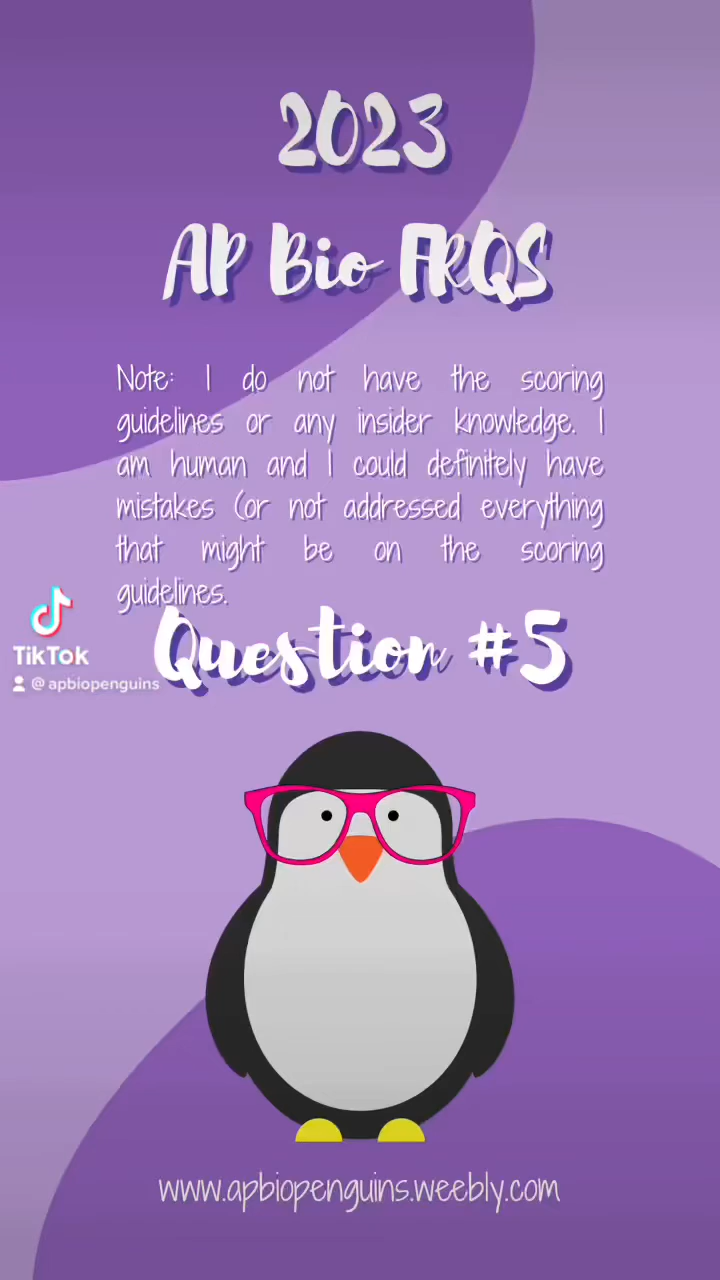 2023
AP Bio FRQS
Note: I do not have the scoring
guidelines or any insider knowledge. I
am human and I could definitely have
mistakes (or not addressed everything
that might be on the scoring
guidelines.
Question #5
TikTok
@apbiopenguins
www.apbiopenguins.weebly.com